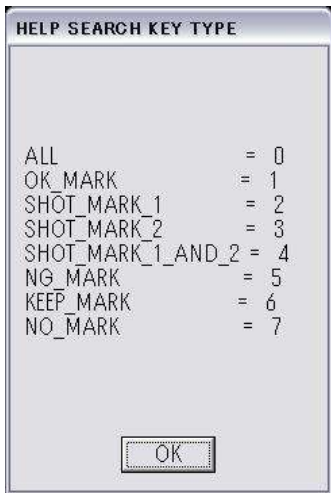 HELP SEARCH KEY TYPE
ALL = 0
OK_MARK = 1
SHOT_MARK_1 = 2
SHOT_MARK_2 = 3
SHOT_MARK_1_AND_2 = 4
NG_MARK = 5
KEEP_MARK = 6
NO_MARK = 7
OK